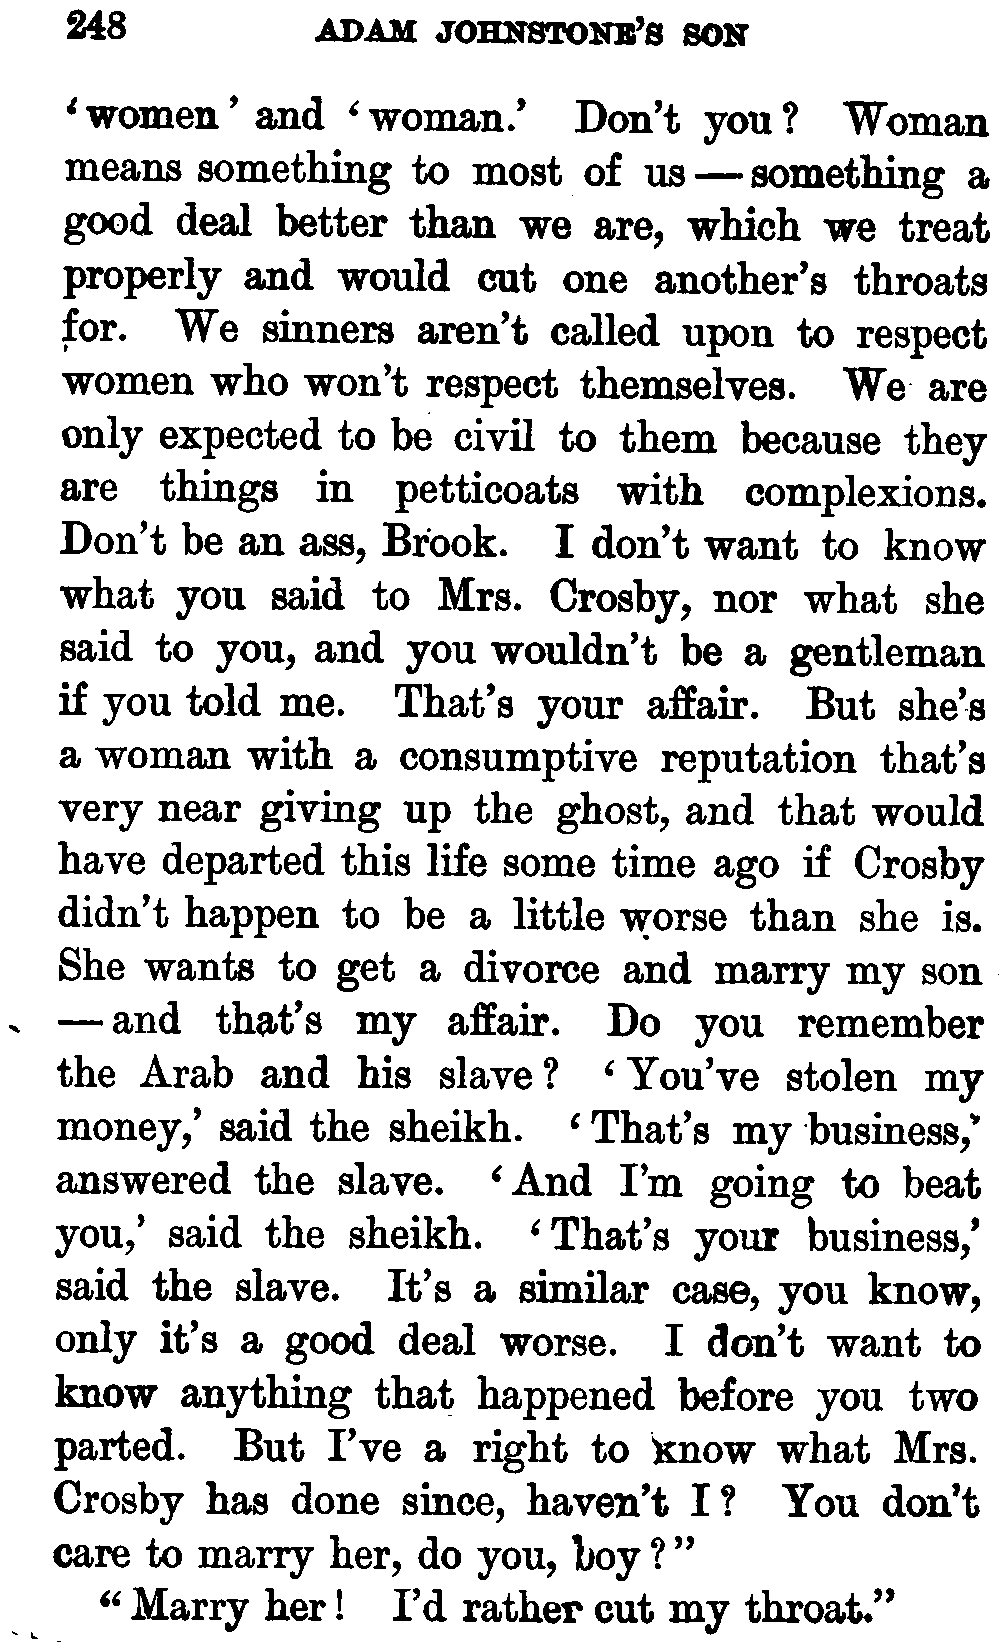 248 ADAM JOHNSTONE'S SON
‘women’ and ‘woman.’ Don't you? Woman
means something to most of us — something a
good deal better than we are, which we treat
properly and would cut one another's throats
for. We sinners aren't called upon to respect
women who won't respect themselves. We are
only expected to be civil to them because they
are things in petticoats with complexions.
Don't be an ass, Brook. I don't want to know
what you said to Mrs. Crosby, nor what she
said to you, and you wouldn't be a gentleman
if you told me. That's your affair. But she's
a woman with a consumptive reputation that's
very near giving up the ghost, and that would
have departed this life some time ago if Crosby
didn't happen to be a little worse than she is.
She wants to get a divorce and marry my son
— and that's my affair. Do you remember
the Arab and his slave? ‘You've stolen my
money,’ said the sheikh. ‘That's my business,’
answered the slave. ‘And I'm going to beat
you,’ said the sheikh. ‘That's your business,’
said the slave. It's a similar case, you know,
only it's a good deal worse. I don't want to
know anything that happened before you two
parted. But I've a right to know what Mrs.
Crosby has done since, haven't I? You don't
care to marry her, do you, boy?”
“Marry her! I'd rather cut my throat.”